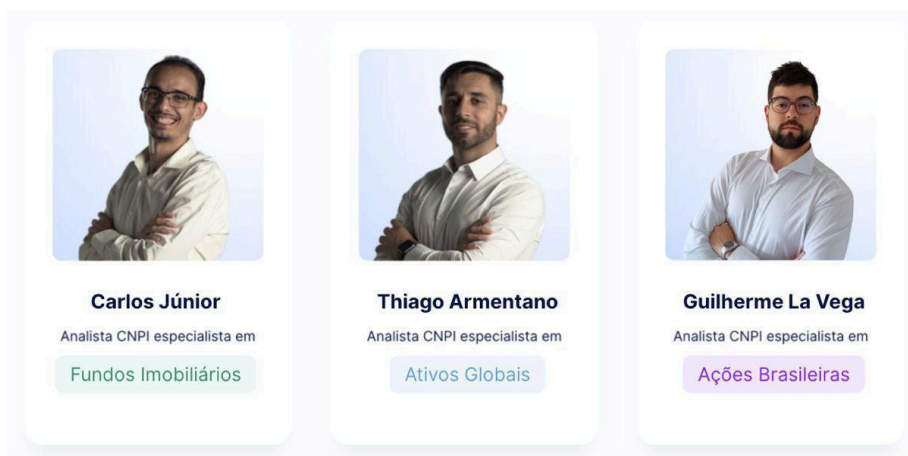 Carlos Júnior
Analista CNPI especialista em
Fundos Imobiliários
Thiago Armentano
Analista CNPI especialista em
Ativos Globais
Guilherme La Vega
Analista CNPI especialista em
Ações Brasileiras